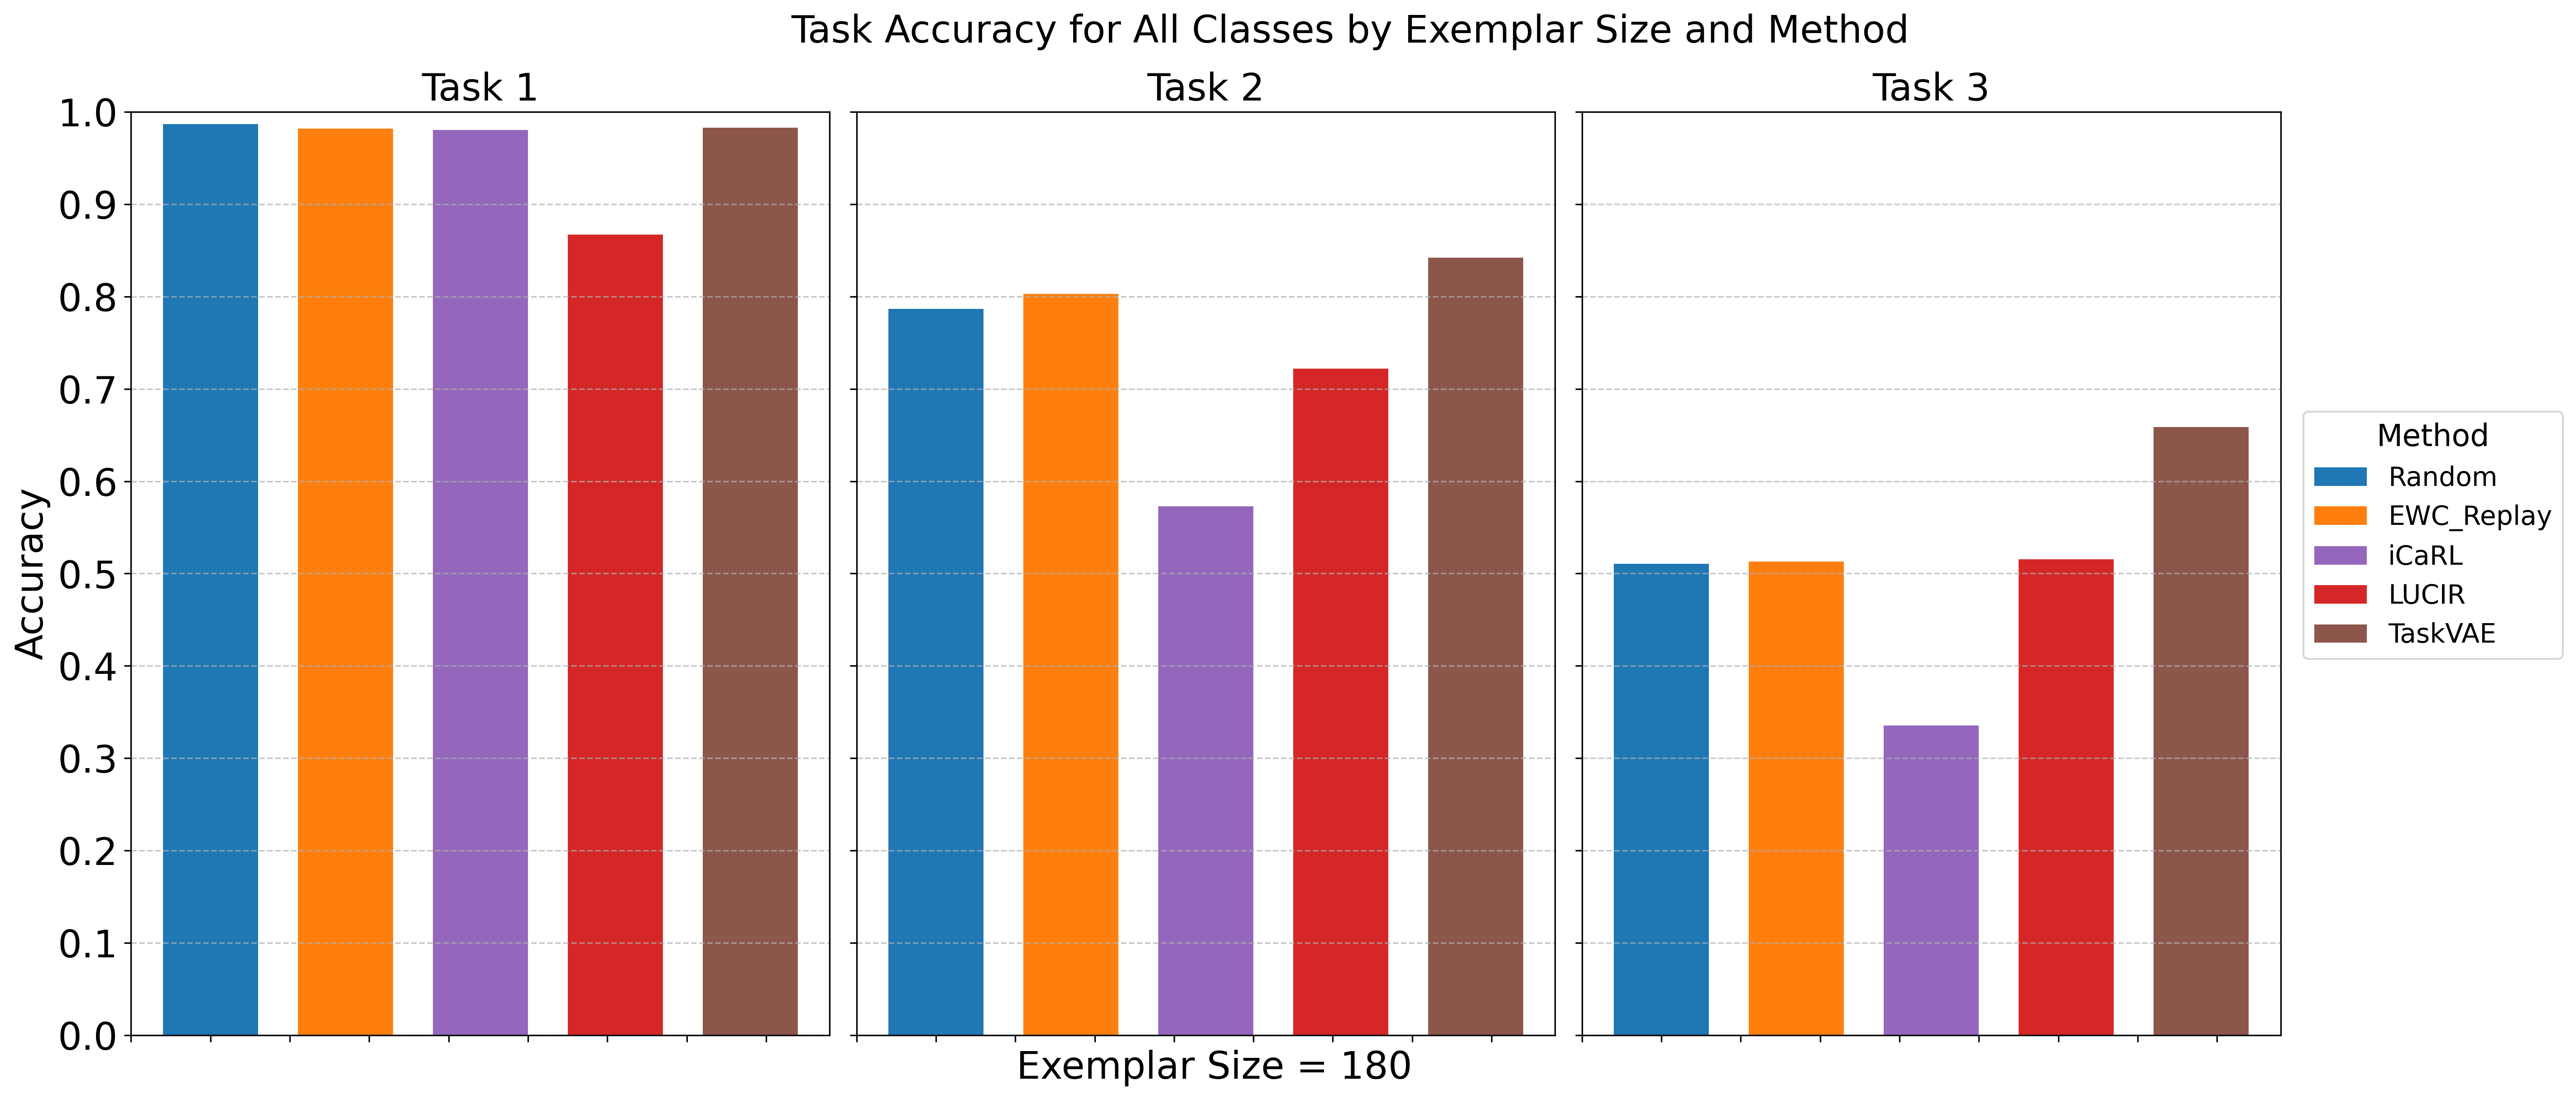 Task Accuracy for All Classes by Exemplar Size and Method
Task 1
Task 2
Task 3
Accuracy
1.0
0.9
0.8
0.7
0.6
0.5
0.4
0.3
0.2
0.1
0.0
Exemplar Size = 180
Method
Random
EWC_Replay
iCaRL
LUCIR
TaskVAE